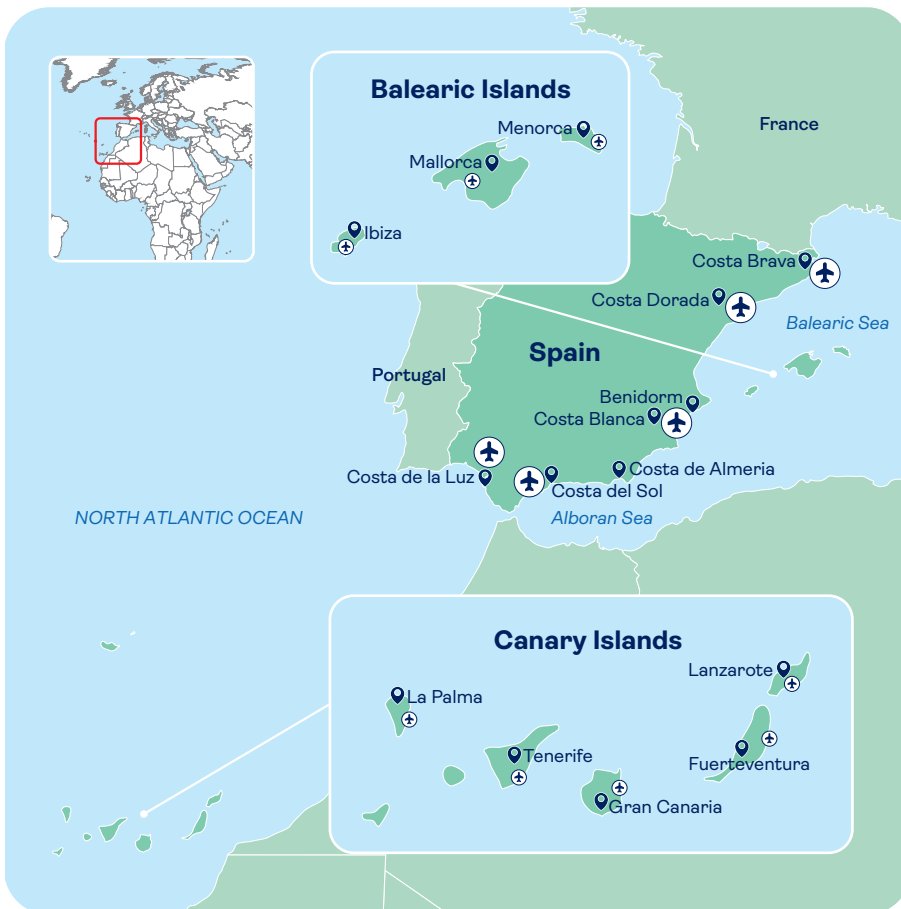 Balearic Islands
Menorca
Mallorca
Ibiza
France
Costa Brava
Costa Dorada
Balearic Sea
Spain
Portugal
Benidorm
Costa Blanca
Costa de la Luz
Costa de Almeria
Costa del Sol
NORTH ATLANTIC OCEAN
Alboran Sea
Canary Islands
Lanzarote
La Palma
Tenerife
Fuerteventura
Gran Canaria